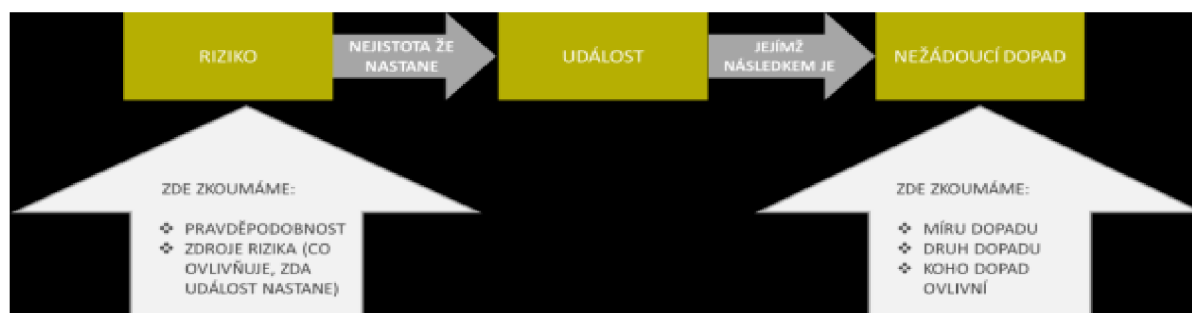 RIZIKO
NEJISTOTA ŽE
NASTANE
UDÁLOST
JEJÍMŽ
NÁSLEDKEM JE
NEŽÁDOUCÍ DOPAD
ZDE ZKOUMÁME:
❖ PRAVDĚPODOBNOST
❖ ZDROJE RIZIKA (CO
OVLIVŇUJE, ZDA
UDÁLOST NASTANE)
ZDE ZKOUMÁME:
❖ MÍRU DOPADU
❖ DRUH DOPADU
❖ KOHO DOPAD
OVLIVNÍ